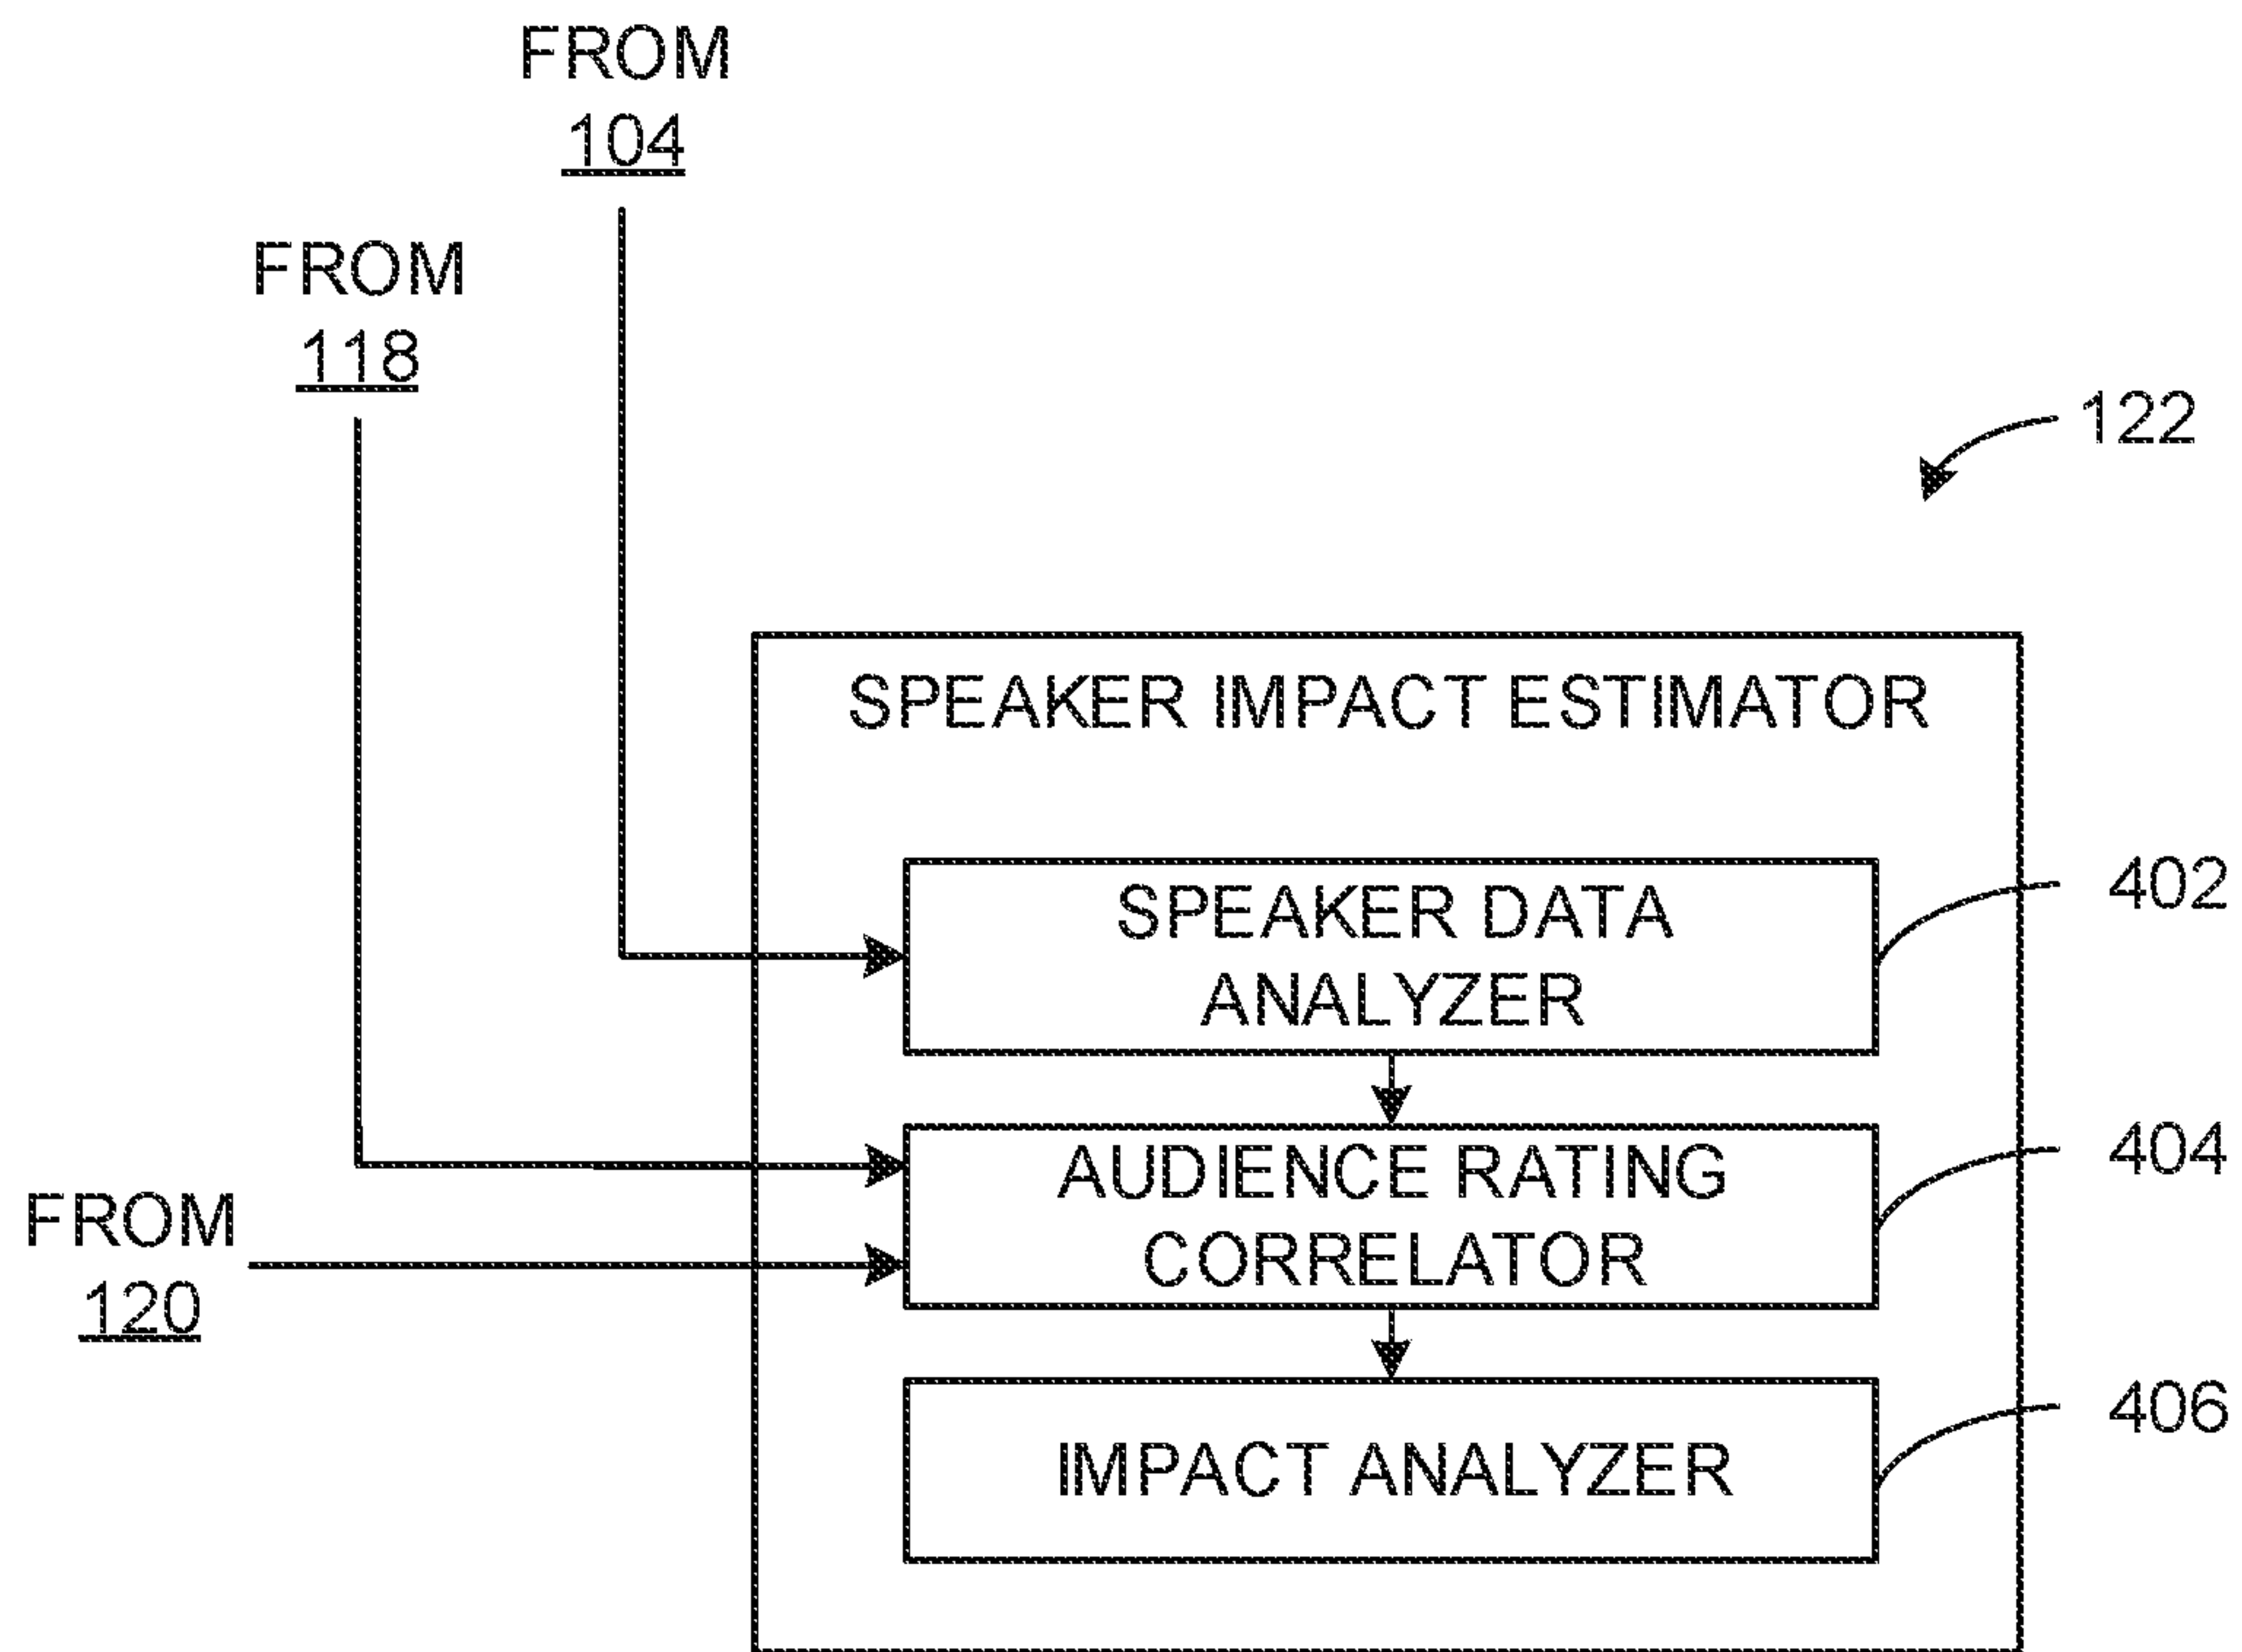 FROM
104
FROM
118
122
SPEAKER IMPACT ESTIMATOR
SPEAKER DATA
ANALYZER
402
AUDIENCE RATING
CORRELATOR
404
FROM
120
IMPACT ANALYZER
406